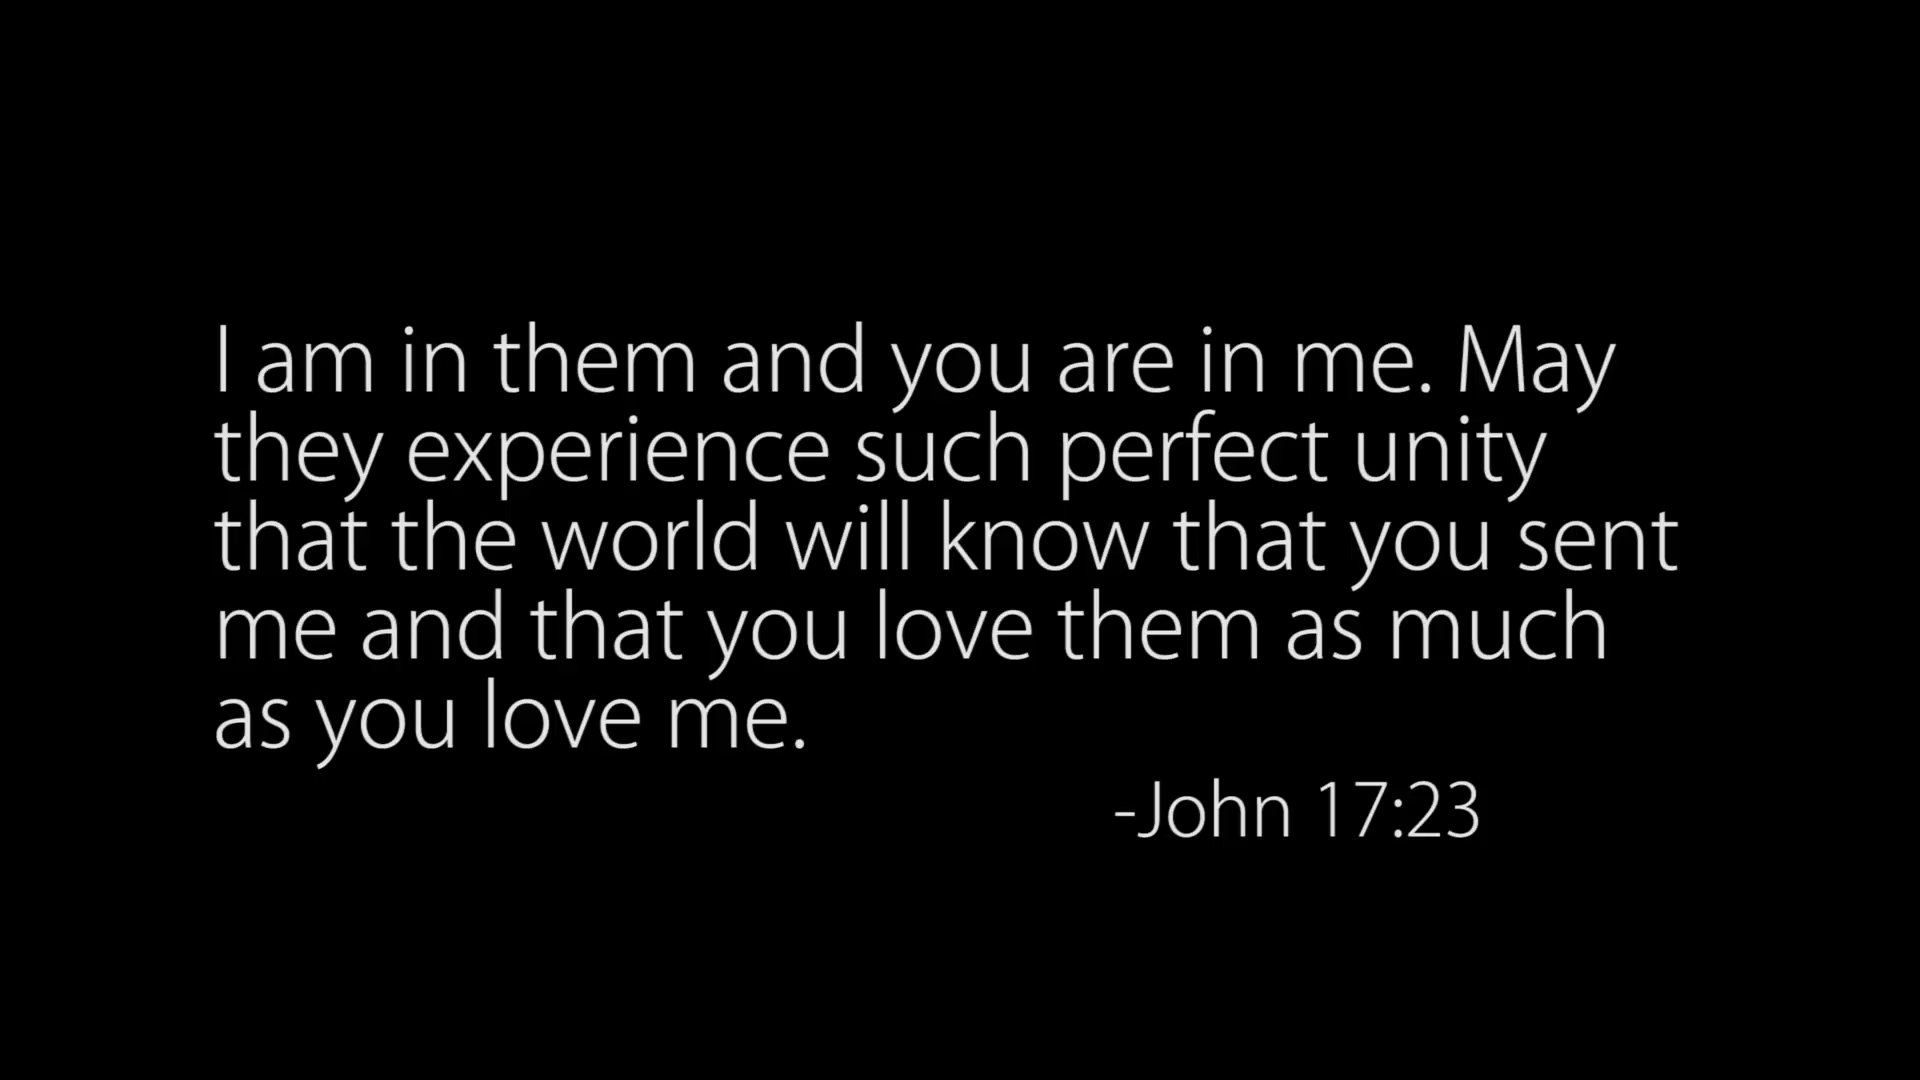 I am in them and you are in me. May
they experience such perfect unity
that the world will know that you sent
me and that you love them as much
as you love me.
-John 17:23